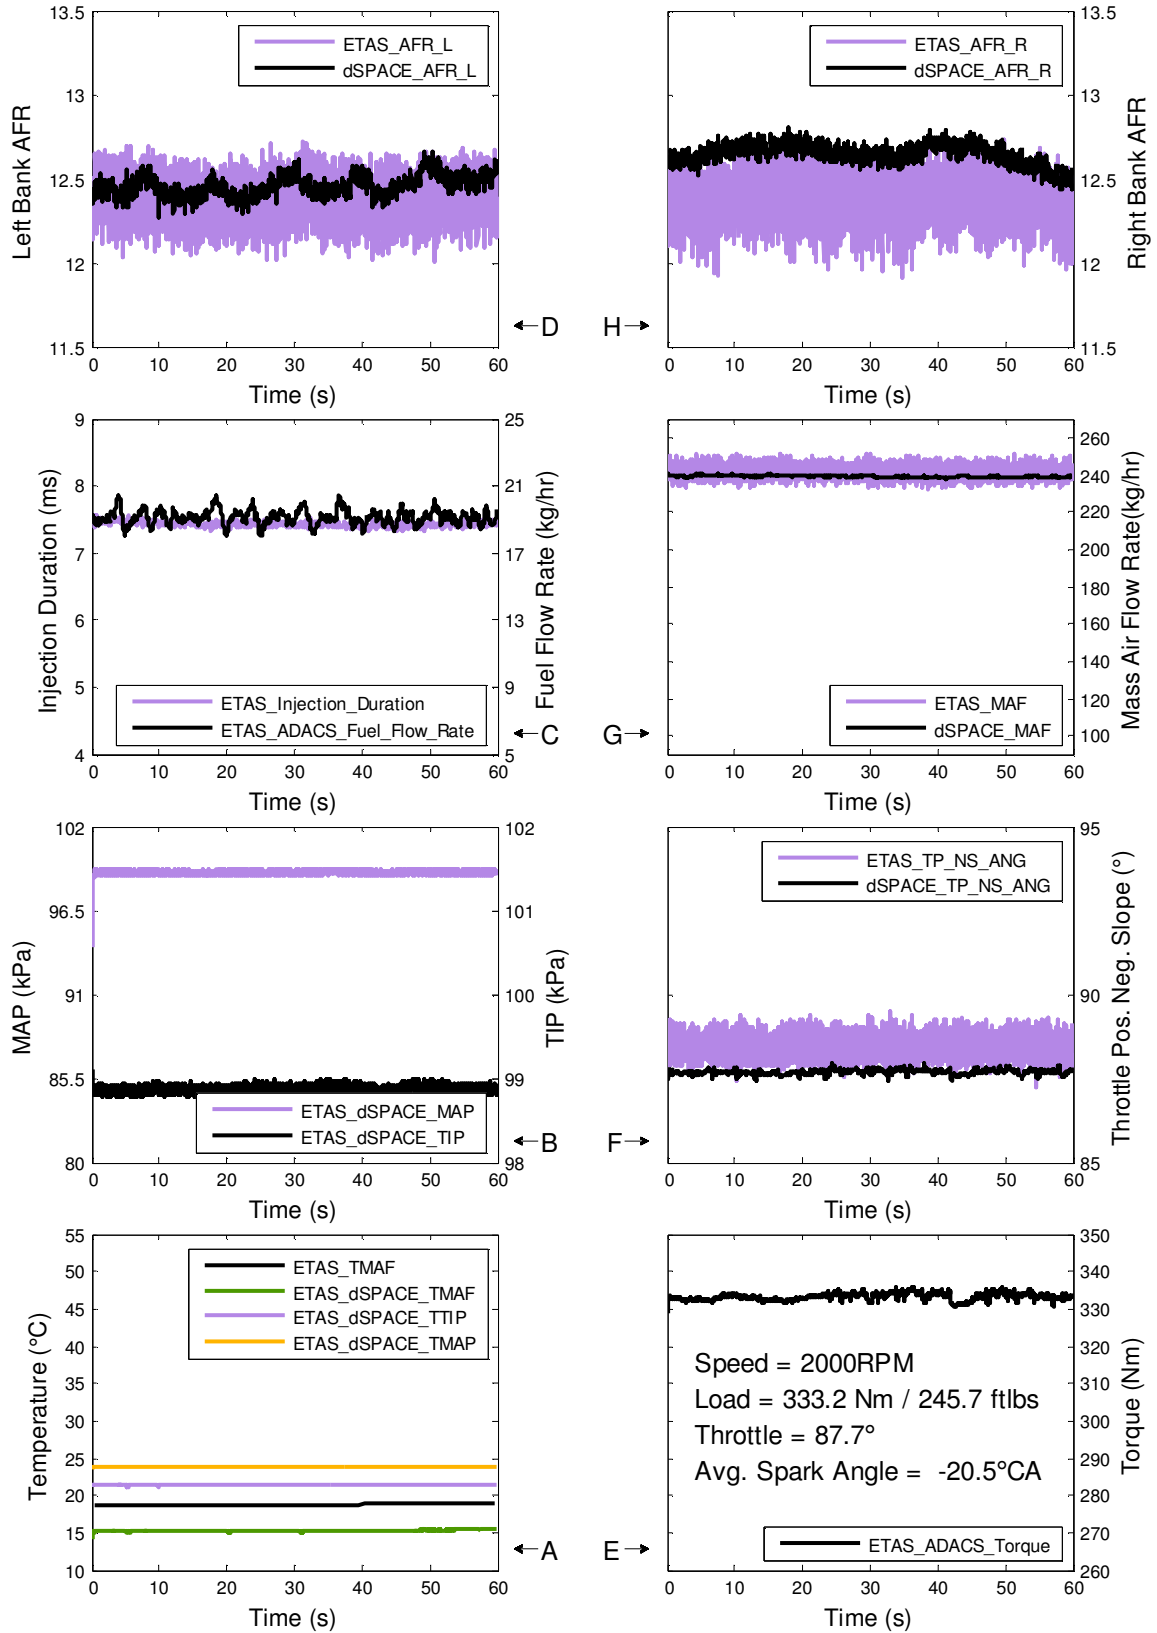 13.5
13
12.5
12
11.5
Left Bank AFR
ETAS_AFR_L
dSPACE_AFR_L
0 10 20 30 40 50 60
Time (s)
D
13.5
13
12.5
12
11.5
Right Bank AFR
ETAS_AFR_R
dSPACE_AFR_R
0 10 20 30 40 50 60
Time (s)
H
9
8
7
6
5
4
Injection Duration (ms)
25
21
17
13
9
5
Fuel Flow Rate (kg/hr)
ETAS_Injection_Duration
ETAS_ADACS_Fuel_Flow_Rate
0 10 20 30 40 50 60
Time (s)
C
260
240
220
200
180
160
140
120
100
Mass Air Flow Rate(kg/hr)
ETAS_MAF
dSPACE_MAF
0 10 20 30 40 50 60
Time (s)
G
102
96.5
91
85.5
80
MAP (kPa)
102
101
100
99
98
TIP (kPa)
ETAS_dSPACE_MAP
ETAS_dSPACE_TIP
0 10 20 30 40 50 60
Time (s)
B
95
90
85
Throttle Pos. Neg. Slope (°)
ETAS_TP_NS_ANG
dSPACE_TP_NS_ANG
0 10 20 30 40 50 60
Time (s)
F
55
50
45
40
35
30
25
20
15
10
Temperature (°C)
ETAS_TMAF
ETAS_dSPACE_TMAF
ETAS_dSPACE_TTIP
ETAS_dSPACE_TMAP
0 10 20 30 40 50 60
Time (s)
A
350
340
330
320
310
300
290
280
270
260
Torque (Nm)
Speed = 2000RPM
Load = 333.2 Nm / 245.7 ftlbs
Throttle = 87.7°
Avg. Spark Angle = -20.5°CA
ETAS_ADACS_Torque
0 10 20 30 40 50 60
Time (s)
E